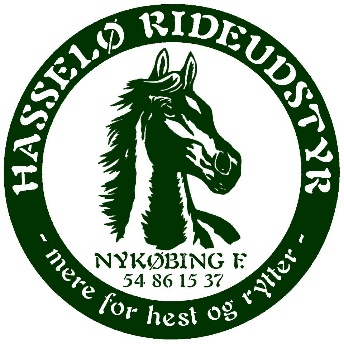 HASSELØ RIDEUDSTYR
NYKØBING F.
54 86 15 37
- mere for hest og rytter -